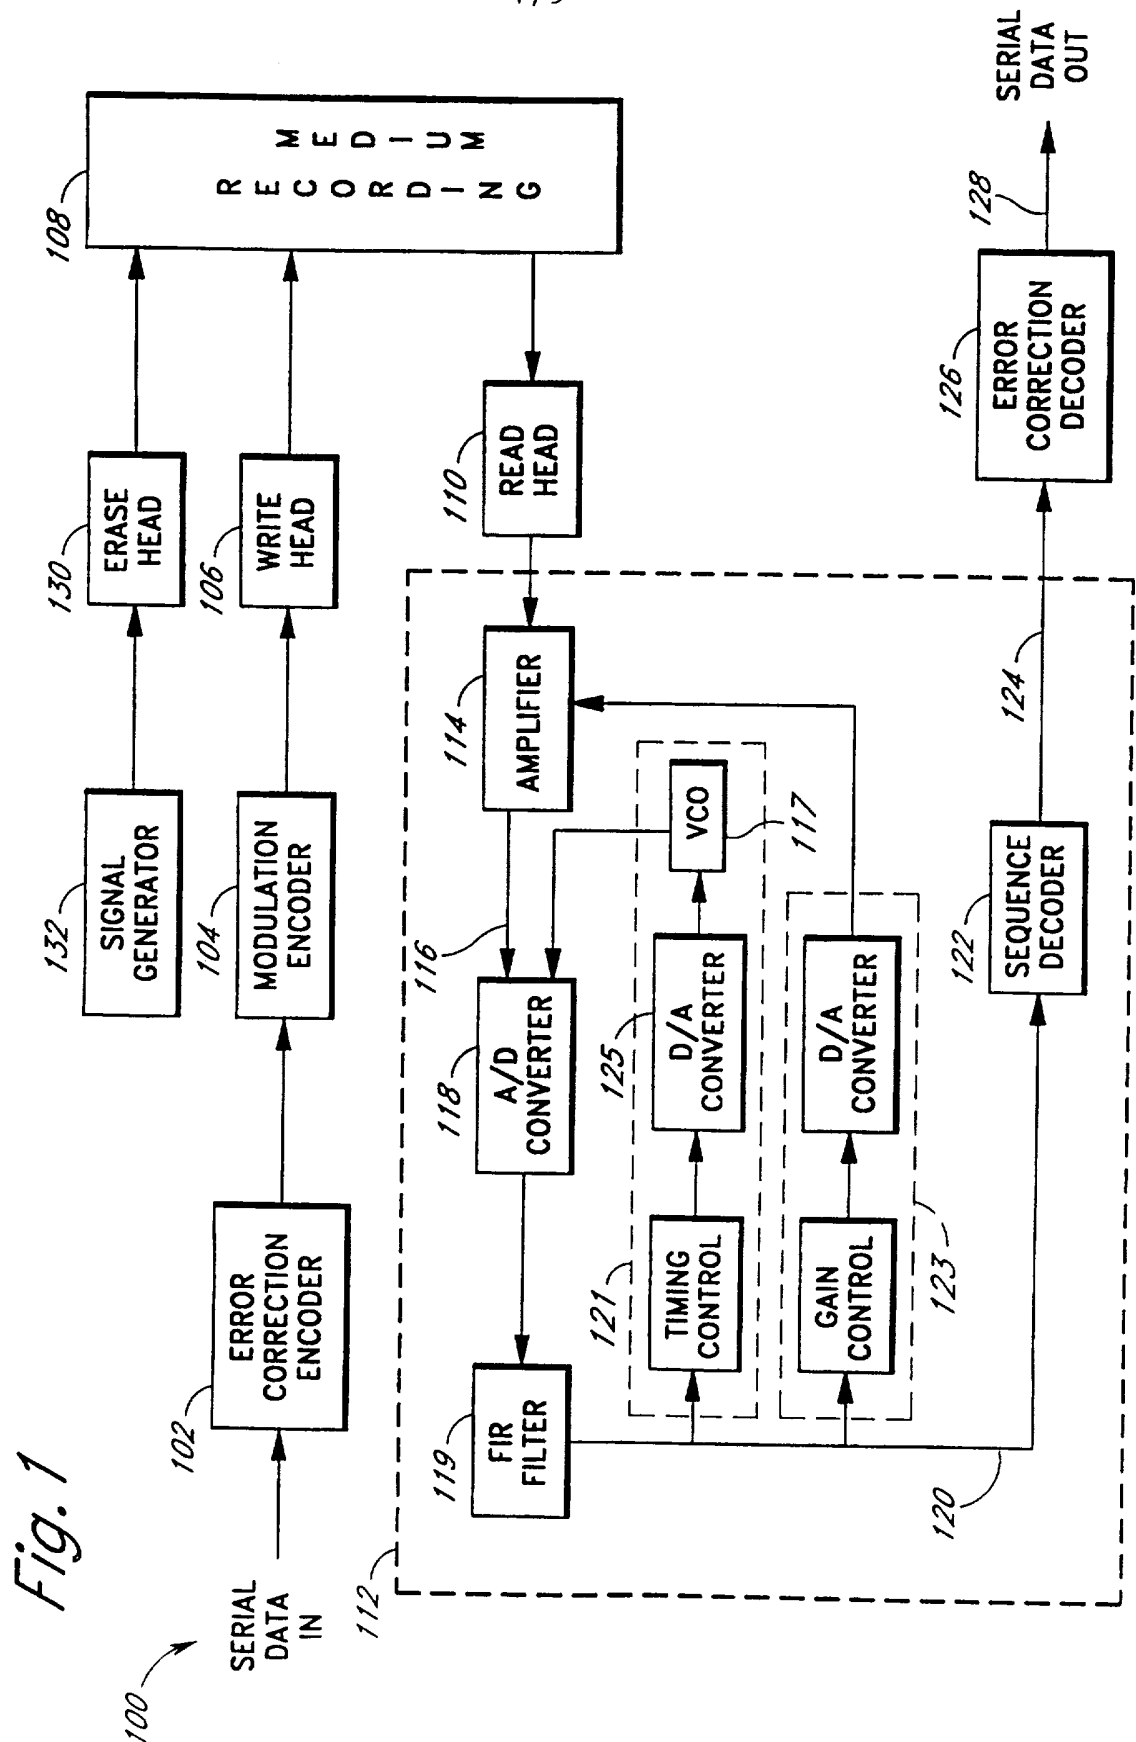 Fig. 1
100
SERIAL
DATA
IN
102
ERROR
CORRECTION
ENCODER
132
SIGNAL
GENERATOR
104
MODULATION
ENCODER
130
ERASE
HEAD
106
WRITE
HEAD
108
RECORDING
MEDIUM
110
READ
HEAD
112
114
AMPLIFIER
116
118
A/D
CONVERTER
119
FIR
FILTER
121
TIMING
CONTROL
125
D/A
CONVERTER
VCO
117
GAIN
CONTROL
D/A
CONVERTER
123
120
122
SEQUENCE
DECODER
124
126
ERROR
CORRECTION
DECODER
128
SERIAL
DATA
OUT